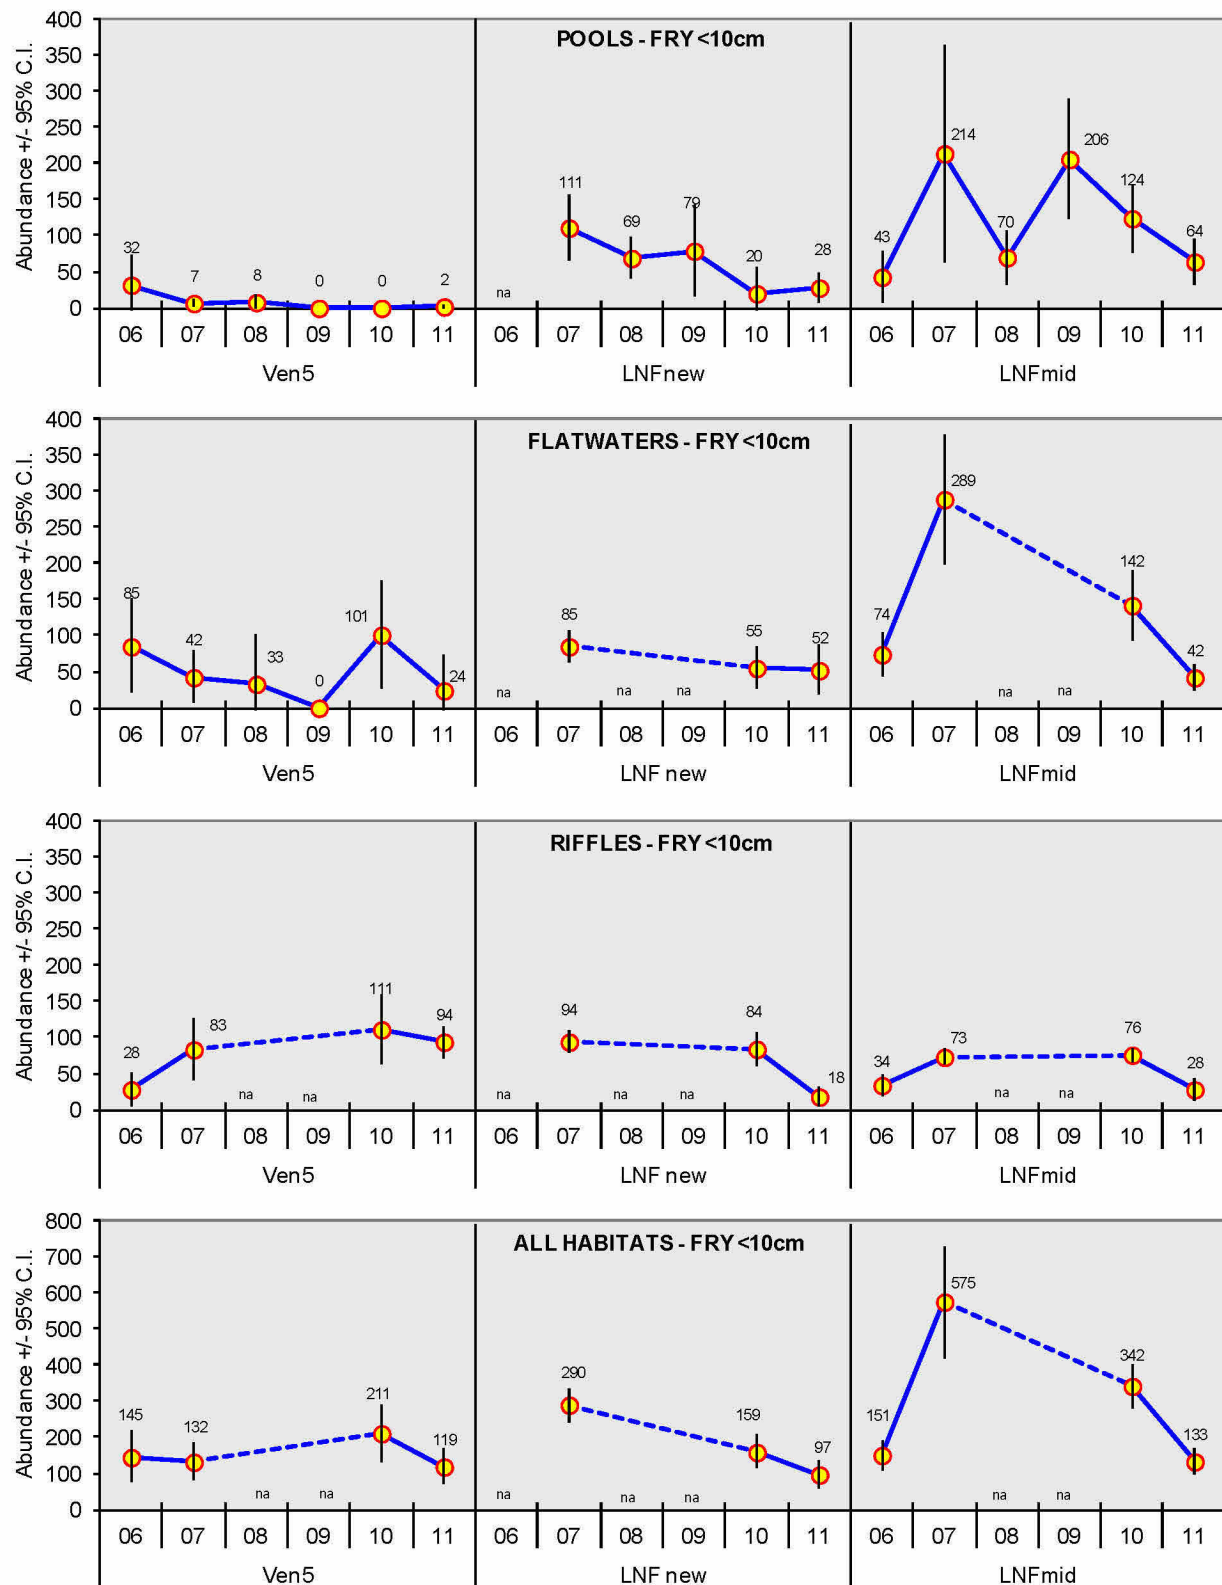 POOLS - FRY <10cm
Abundance +/- 95% C.I.
400
350
300
250
200
150
100
50
0
32 7 8 0 0 2
na 111 69 79 20 28
43 214 70 206 124 64
06 07 08 09 10 11 06 07 08 09 10 11 06 07 08 09 10 11
Ven5 LNFnew LNFmid
FLATWATERS - FRY <10cm
Abundance +/- 95% C.I.
400
350
300
250
200
150
100
50
0
85 42 33 0 101 24
na 85 na na 55 52
74 289 na na 142 42
06 07 08 09 10 11 06 07 08 09 10 11 06 07 08 09 10 11
Ven5 LNF new LNFmid
RIFFLES - FRY <10cm
Abundance +/- 95% C.I.
400
350
300
250
200
150
100
50
0
28 83 na na 111 94
na 94 na na 84 18
34 73 na na 76 28
06 07 08 09 10 11 06 07 08 09 10 11 06 07 08 09 10 11
Ven5 LNF new LNFmid
ALL HABITATS - FRY <10cm
Abundance +/- 95% C.I.
800
700
600
500
400
300
200
100
0
145 132 na na 211 119
na 290 na na 159 97
151 575 na na 342 133
06 07 08 09 10 11 06 07 08 09 10 11 06 07 08 09 10 11
Ven5 LNF new LNFmid